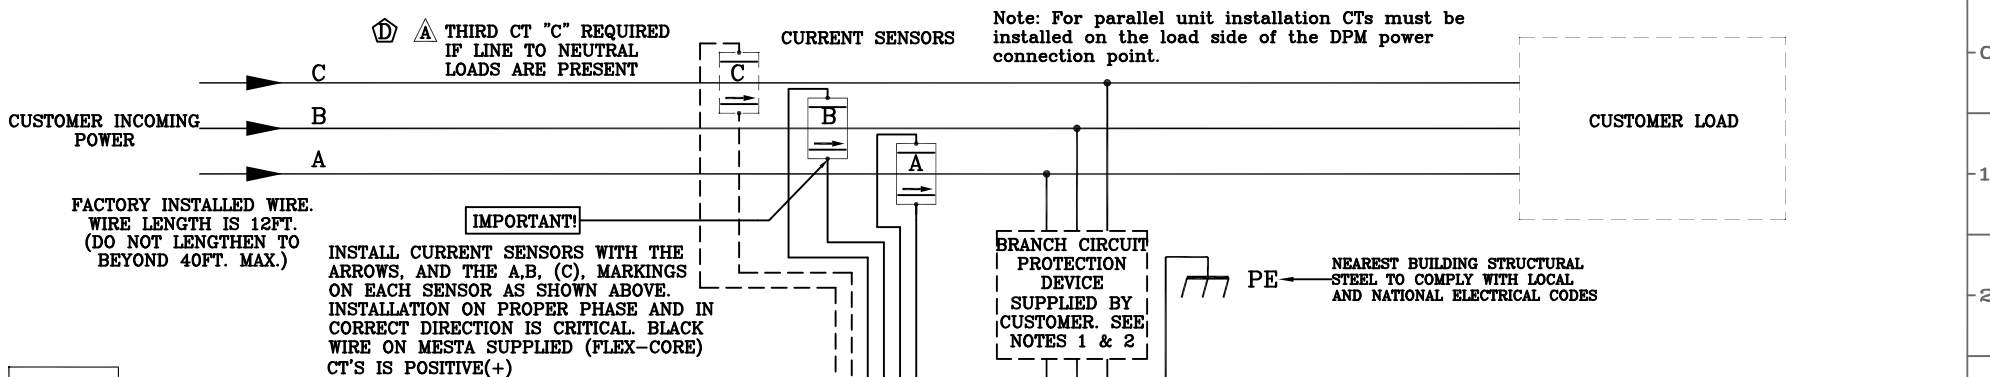 D A THIRD CT "C" REQUIRED
IF LINE TO NEUTRAL
LOADS ARE PRESENT
CURRENT SENSORS
Note: For parallel unit installation CTs must be
installed on the load side of the DPM power
connection point.
C
B
A
CUSTOMER INCOMING
POWER
C
B
A
CUSTOMER LOAD
FACTORY INSTALLED WIRE.
WIRE LENGTH IS 12FT.
(DO NOT LENGTHEN TO
BEYOND 40FT. MAX.)
IMPORTANT!
INSTALL CURRENT SENSORS WITH THE
ARROWS, AND THE A,B, (C), MARKINGS
ON EACH SENSOR AS SHOWN ABOVE.
INSTALLATION ON PROPER PHASE AND IN
CORRECT DIRECTION IS CRITICAL. BLACK
WIRE ON MESTA SUPPLIED (FLEX-CORE)
CT'S IS POSITIVE(+)
BRANCH CIRCUIT
PROTECTION
DEVICE
SUPPLIED BY
CUSTOMER. SEE
NOTES 1 & 2
PE
NEAREST BUILDING STRUCTURAL
STEEL TO COMPLY WITH LOCAL
AND NATIONAL ELECTRICAL CODES
1